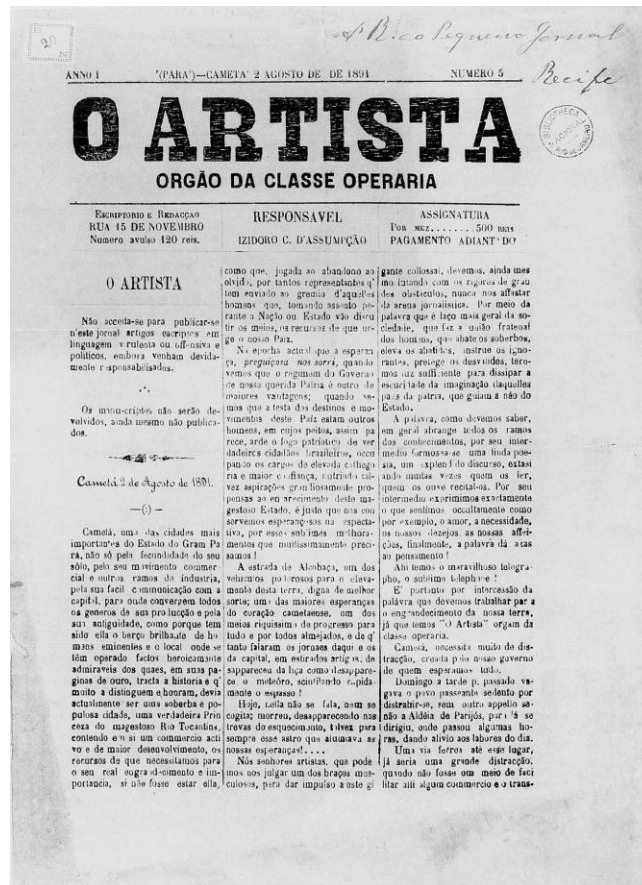 20
A R. do Pequeno Jornal
Recife
ANNO I
(PARA')—CAMETA' 2 AGOSTO DE DE 1891
NUMERO 5
O ARTISTA
ORGÃO DA CLASSE OPERARIA
ESCRIPTORIO E REDACÇÃO
RUA 15 DE NOVEMBRO
Numero avulso 120 reis.
RESPONSAVEL
IZIDORO C. D'ASSUMPÇÃO
ASSIGNATURA
POR MEZ........500 REIS
PAGAMENTO ADIANT DO
O ARTISTA
Não acceita-se para publicar-se
n'este jornal artigos escriptos em
linguagem virulenta ou offensiva e
politicos, embora venham devida-
mente responsabilisados.
Os manuscriptos não serão de-
volvidos, ainda mesmo não publica-
dos.
Cametá 2 de Agosto de 1891.
—(:)—
Cametá, uma das cidades mais
importantes do Estado do Gram Pa
rá, não só pela fecundidade do seu
sólo, pelo seu movimento commer-
cial e outros ramos de industria,
pela sua facil communicação com a
capital, para onde convergem todos
os generos de sua producção e pela
sua antiguidade, como porque tem
sido ella o berço brilhante de ho
mans eminentes e o local onde se
têm operado factos heroicamente
admiraveis dos quaes, em suas pa
ginas de ouro, tracta a historia e q'
muito a distinguem e honram, devia
actualmente ser uma soberba e po-
pulosa cidade, uma verdadeira Prin
ceza do magestoso Rio Tocantins,
contendo em si um commercio acti
vo e de maior desenvolvimento, os
recursos de que necessitamos para
o seu real engrandecimento e im-
portancia, si não fosse estar ella,
como que, jogada ao abandono ao
olvido, por tantos representantes q'
tem enviado ao gremio d'aquelles
homens que, tomando assento pe-
rante a Nação ou Estado vão discu
tir os meios, os recursos de que ur-
ge o nosso Paiz.
Na epocha actual que a esperan
ça, preguiçosa nos sorri, quando
vemos que o regimem do Governo
de nossa querida Patria é outro de
maiores vantagens; quando ve-
mos que a testa dos destinos e mo-
vimentos deste Paiz estam outros
homens, em cujos peitos, assim pa
rece, arde o fogo patriotico de ver
dadeiros cidadãos brazileiros, occu
pando os cargos de elevada cathego
ria e maior confiança, nutrindo tal-
vez aspirações grandiosamente pro-
pensas ao engrandecimento deste ma-
gestoso Estado, é justo que nos con
servemos esperançosos na especta-
tiva, por esses sublimes melhora-
mentos que muitissimamente preci-
samos!
A estrada de Alcobaça, um dos
vehiculos poderosos para o eleva-
mento desta terra, digna de melhor
sorte; uma das maiores esperanças
do coração cametaense, um dos
meios riquissimos do progresso para
tudo e por todos almejados, e de q'
tanto falaram os jornaes daqui e os
da capital, em estirados artigos, de
sappareceu da liça como desappare-
ce o meteóro, scintilando rapida-
mente o espasso!
Hoje, nella não se fala, nem se
cogita; morreu, desapparecendo nas
trevas do esquecimento, talvez para
sempre esse astro que alumiava as
nossas esperanças!....
Nós senhores artistas, que pode
mos nos julgar um dos braços mus-
culosos, para dar impulso a este gi
gante collossal, devemos, ainda mes
mo lutando com os rigores de gran
des obstaculos, nunca nos affastar
da arena jornalistica. Por meio da
palavra que é laço mais geral da so-
ciedade, que faz a união fraternal
dos homins, que abate os soberbos,
eleva os abatidos, instrue os igno-
rantes, protege os desvalidos, tere-
mos luz sufficiente para dissipar a
escuridade da imaginação daquelles
paes da patria, que guiam a náo do
Estado.
A palavra, como devemos saber,
em geral abrange todos os ramos
dos conhecimentos, por seu inter-
medio formosa-se uma linda poe-
sia, um explendido discurso, extasi
ando muitas vezes quem os ler,
quem os ouve recital-os. Por seu
intermedio exprimimos exactamente
o que sentimos occultamente como
por exemplo, o amor, a necessidade,
os nossos dezejos, as nossas affei-
ções, finalmente, a palavra dá azas
ao pensamento!
Ahi temos o maravilhoso telegra-
pho, o sublime telephone!
E' portanto por intercessão da
palávra que devemos trabalhar par a
o engrandecimento da nossa terra,
já que temos "O Artista" orgam da
classe operaria.
Cametá, necessita muito de dis-
tracção, creada pelo nosso governo
de quem esperamos tudo.
Domingo a tarde p. passado va-
gava o povo passeante sedento por
distrahir-se, sem outro appello se-
não a Aldêia de Parijós, para lá se
dirigiu, onde passou algumas ho-
ras, dando alivio aos labores do dia.
Uma via ferrea até esse lugar,
já seria uma grande distracção,
quando não fosse um meio de faci
litar alli algum commercio e o trans-